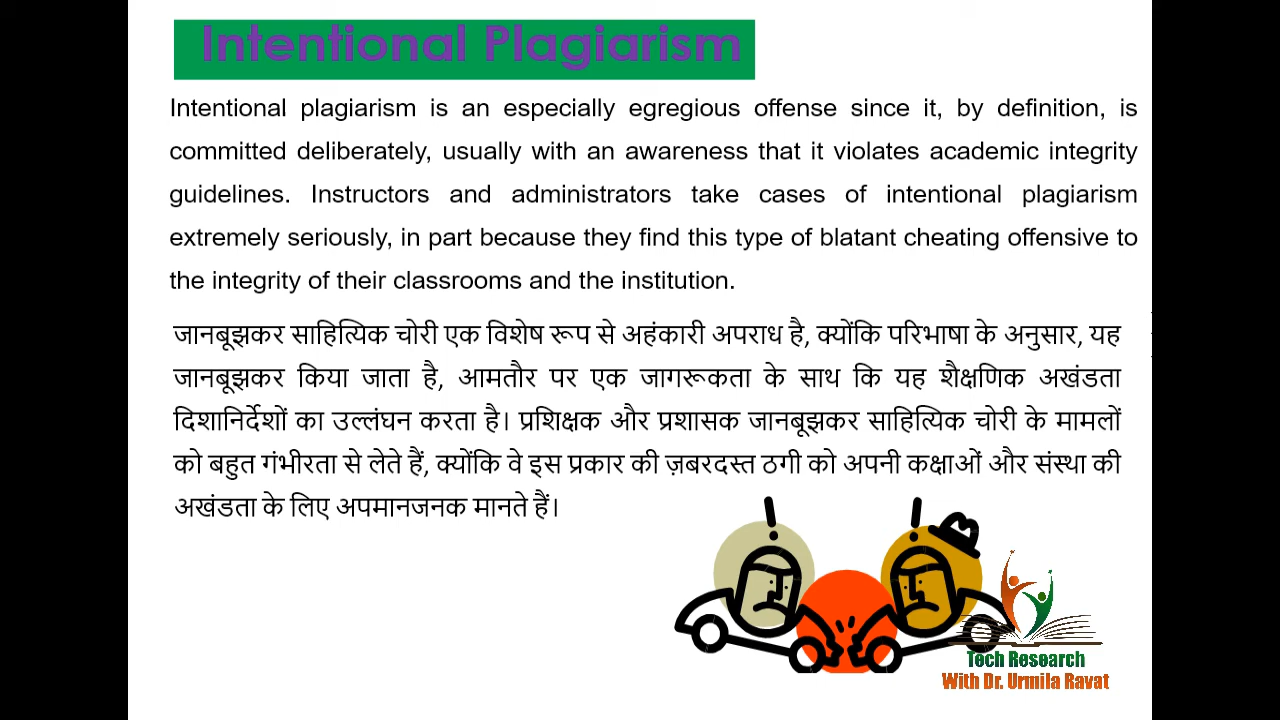 Intentional Plagiarism
Intentional plagiarism is an especially egregious offense since it, by definition, is
committed deliberately, usually with an awareness that it violates academic integrity
guidelines. Instructors and administrators take cases of intentional plagiarism
extremely seriously, in part because they find this type of blatant cheating offensive to
the integrity of their classrooms and the institution.
जानबूझकर साहित्यिक चोरी एक विशेष रूप से अहंकारी अपराध है, क्योंकि परिभाषा के अनुसार, यह
जानबूझकर किया जाता है, आमतौर पर एक जागरूकता के साथ कि यह शैक्षणिक अखंडता
दिशानिर्देशों का उल्लंघन करता है। प्रशिक्षक और प्रशासक जानबूझकर साहित्यिक चोरी के मामलों
को बहुत गंभीरता से लेते हैं, क्योंकि वे इस प्रकार की ज़बरदस्त ठगी को अपनी कक्षाओं और संस्था की
अखंडता के लिए अपमानजनक मानते हैं।
Tech Research
With Dr. Urmila Ravat